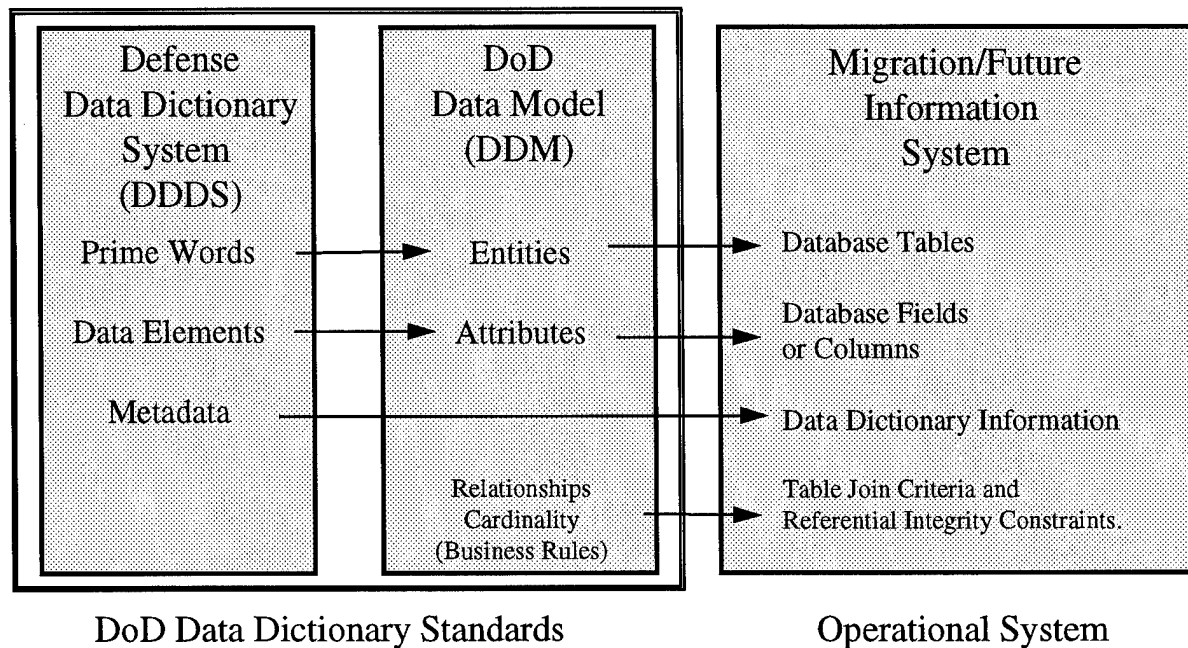 Defense
Data Dictionary
System
(DDDS)
Prime Words
Data Elements
Metadata
DoD
Data Model
(DDM)
Entities
Attributes
Relationships
Cardinality
(Business Rules)
Migration/Future
Information
System
Database Tables
Database Fields
or Columns
Data Dictionary Information
Table Join Criteria and
Referential Integrity Constraints.
DoD Data Dictionary Standards
Operational System